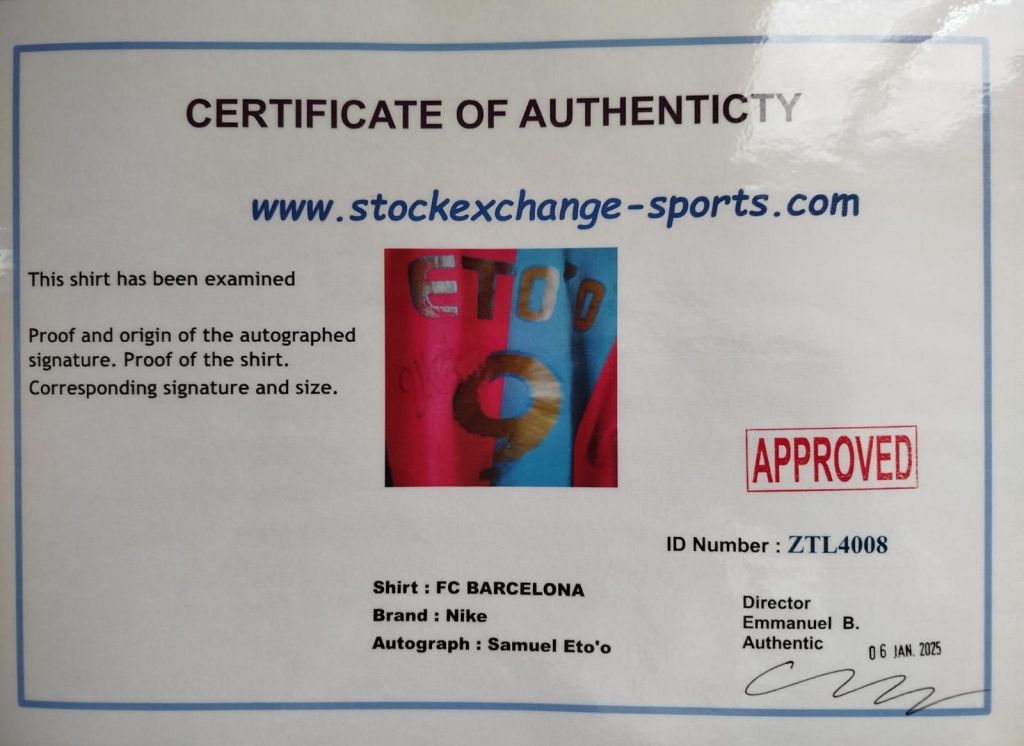 CERTIFICATE OF AUTHENTICTY
www.stockexchange-sports.com
This shirt has been examined
Proof and origin of the autographed
signature. Proof of the shirt.
Corresponding signature and size.
ETO'O
9
APPROVED
ID Number : ZTL4008
Shirt : FC BARCELONA
Brand : Nike
Autograph : Samuel Eto'o
Director
Emmanuel B.
Authentic
06 JAN. 2025